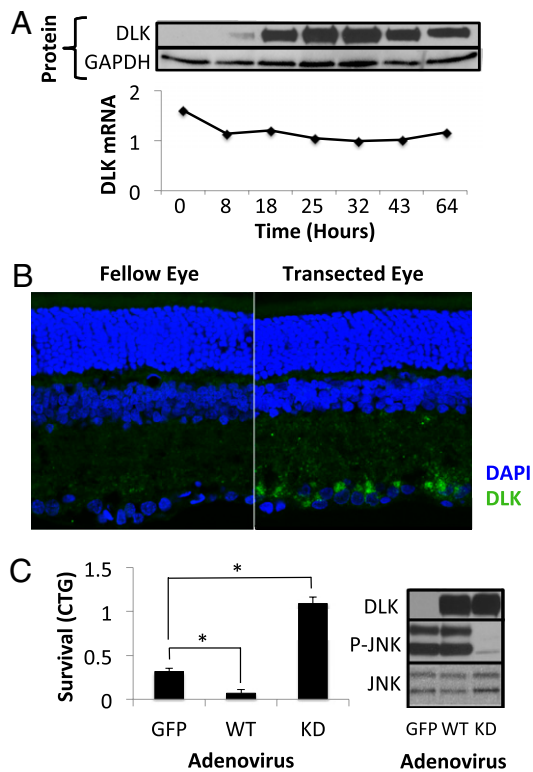 A
Protein
DLK
GAPDH
DLK mRNA
2
1
0
0 8 18 25 32 43 64
Time (Hours)
B
Fellow Eye Transected Eye
DAPI
DLK
C
Survival (CTG)
1.5
1
0.5
0
* *
GFP WT KD
Adenovirus
DLK
P-JNK
JNK
GFP WT KD
Adenovirus